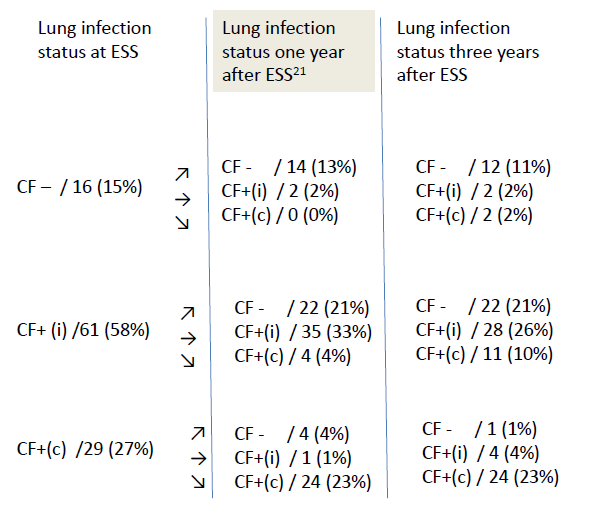 Lung infection
status at ESS
Lung infection
status one year
after ESS21
Lung infection
status three years
after ESS
CF – / 16 (15%)
↗
→
↘
CF - / 14 (13%)
CF+(i) / 2 (2%)
CF+(c) / 0 (0%)
CF - / 12 (11%)
CF+(i) / 2 (2%)
CF+(c) / 2 (2%)
CF+ (i) /61 (58%)
↗
→
↘
CF - / 22 (21%)
CF+(i) / 35 (33%)
CF+(c) / 4 (4%)
CF - / 22 (21%)
CF+(i) / 28 (26%)
CF+(c) / 11 (10%)
CF+(c) /29 (27%)
↗
→
↘
CF - / 4 (4%)
CF+(i) / 1 (1%)
CF+(c) / 24 (23%)
CF - / 1 (1%)
CF+(i) / 4 (4%)
CF+(c) / 24 (23%)